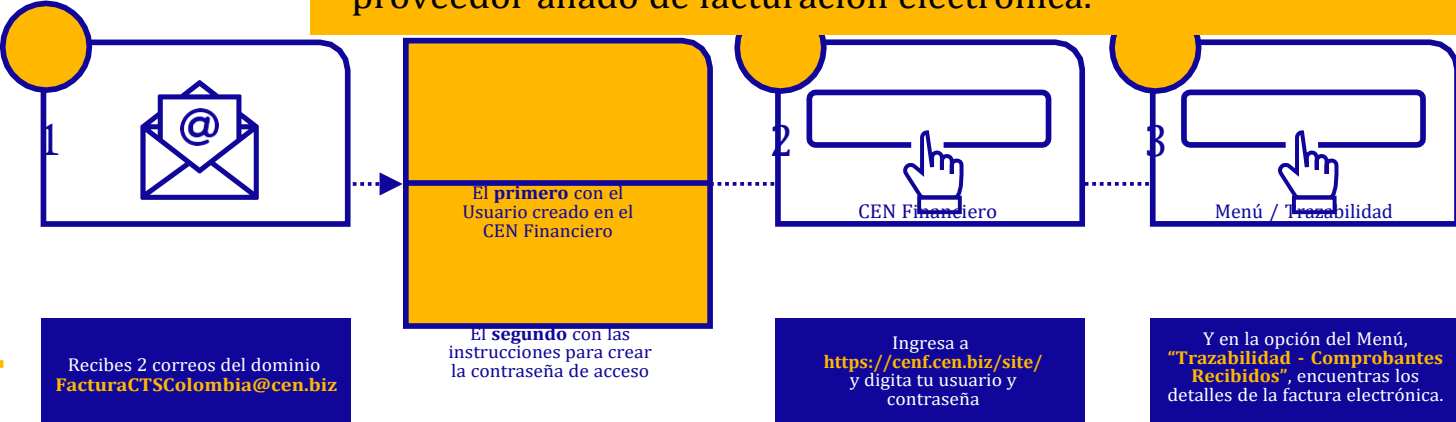 proveedor aliado de facturación electrónica.
1
@
Recibes 2 correos del dominio
FacturaCTSColombia@cen.biz
El primero con el
Usuario creado en el
CEN Financiero
El segundo con las
instrucciones para crear
la contraseña de acceso
2
CEN Financiero
Ingresa a
https://cenf.cen.biz/site/
y digita tu usuario y
contraseña
3
Menú / Trazabilidad
Y en la opción del Menú,
“Trazabilidad - Comprobantes
Recibidos”, encuentras los
detalles de la factura electrónica.